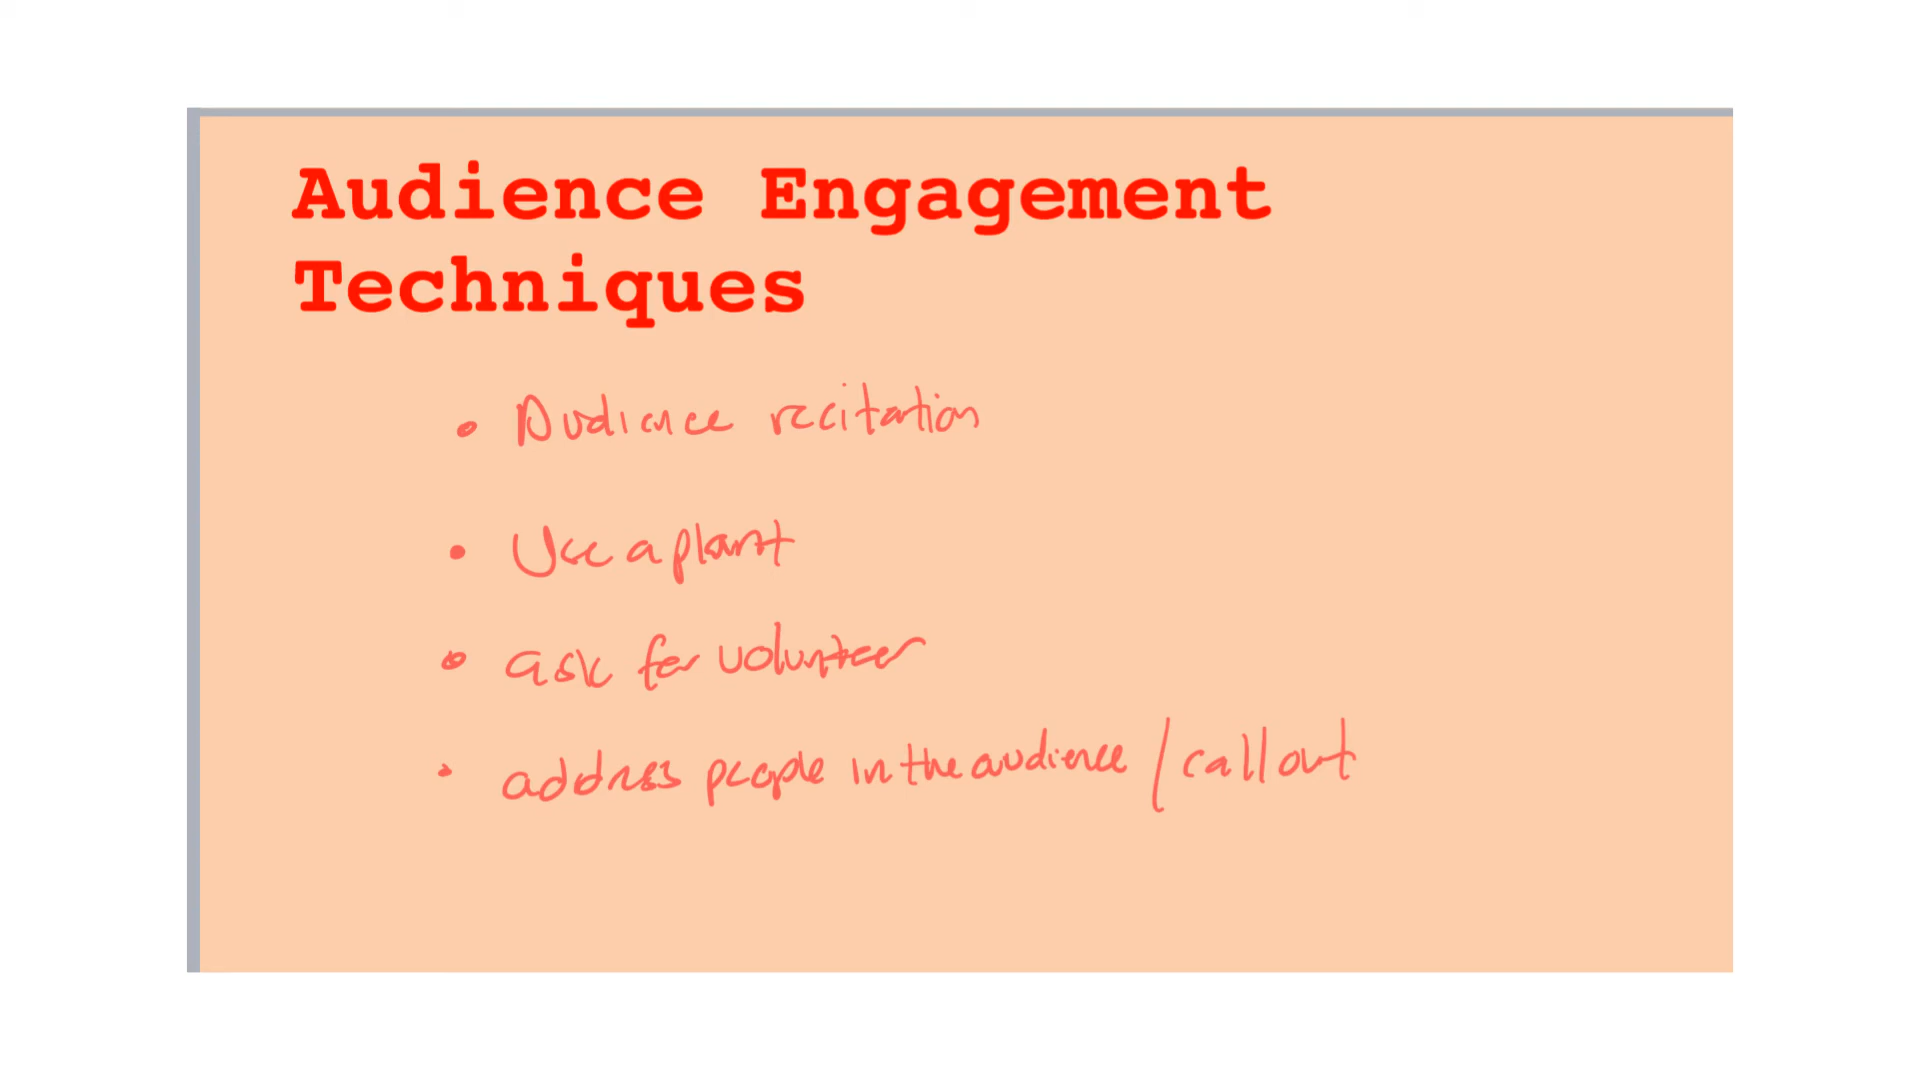 Audience Engagement
Techniques
• Audience recitation
• Use a plant
• ask for volunteer
• address people in the audience / call out